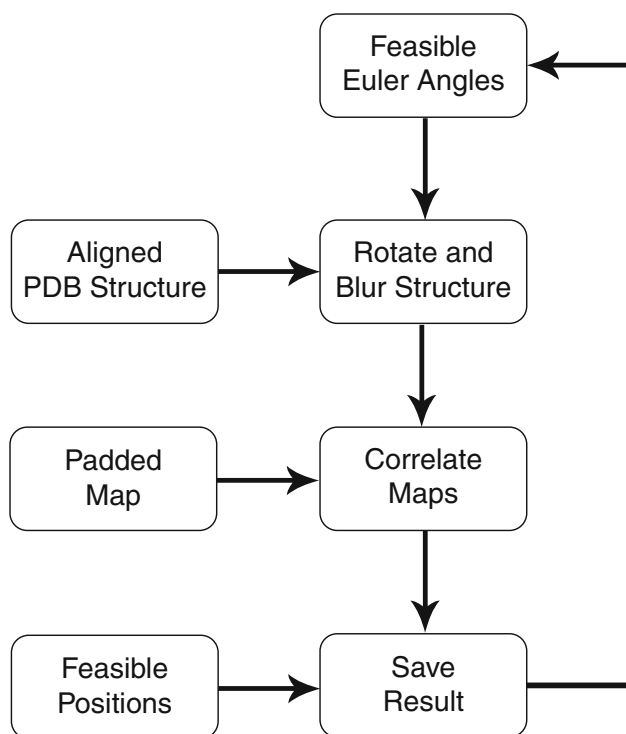 Feasible
Euler Angles
Aligned
PDB Structure
Rotate and
Blur Structure
Padded
Map
Correlate
Maps
Feasible
Positions
Save
Result